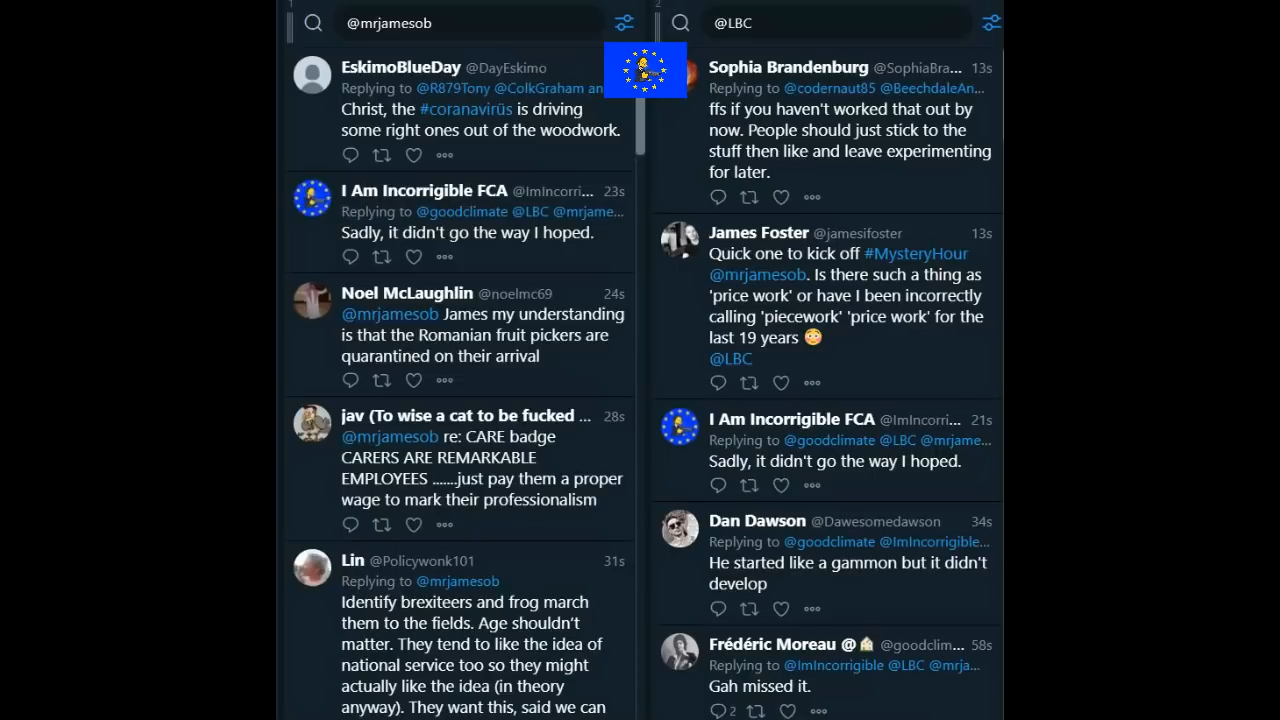 1
@mrjamesob
EskimoBlueDay @DayEskimo
Replying to @R879Tony @ColkGraham an
Christ, the #coranavirüs is driving
some right ones out of the woodwork.
I Am Incorrigible FCA @ImIncorri... 23s
Replying to @goodclimate @LBC @mrjame...
Sadly, it didn't go the way I hoped.
Noel McLaughlin @noelmc69 24s
@mrjamesob James my understanding
is that the Romanian fruit pickers are
quarantined on their arrival
jav (To wise a cat to be fucked ... 28s
@mrjamesob re: CARE badge
CARERS ARE REMARKABLE
EMPLOYEES .......just pay them a proper
wage to mark their professionalism
Lin @Policywonk101 31s
Replying to @mrjamesob
Identify brexiteers and frog march
them to the fields. Age shouldn't
matter. They tend to like the idea of
national service too so they might
actually like the idea (in theory
anyway). They want this, said we can
2
@LBC
Sophia Brandenburg @SophiaBra... 13s
Replying to @codernaut85 @BeechdaleAn...
ffs if you haven't worked that out by
now. People should just stick to the
stuff then like and leave experimenting
for later.
James Foster @jamesifoster 13s
Quick one to kick off #MysteryHour
@mrjamesob. Is there such a thing as
'price work' or have I been incorrectly
calling 'piecework' 'price work' for the
last 19 years 😳
@LBC
I Am Incorrigible FCA @ImIncorri... 21s
Replying to @goodclimate @LBC @mrjame...
Sadly, it didn't go the way I hoped.
Dan Dawson @Dawesomedawson 34s
Replying to @goodclimate @ImIncorrigible...
He started like a gammon but it didn't
develop
Frédéric Moreau @🏠 @goodclim... 58s
Replying to @ImIncorrigible @LBC @mrja...
Gah missed it.
2